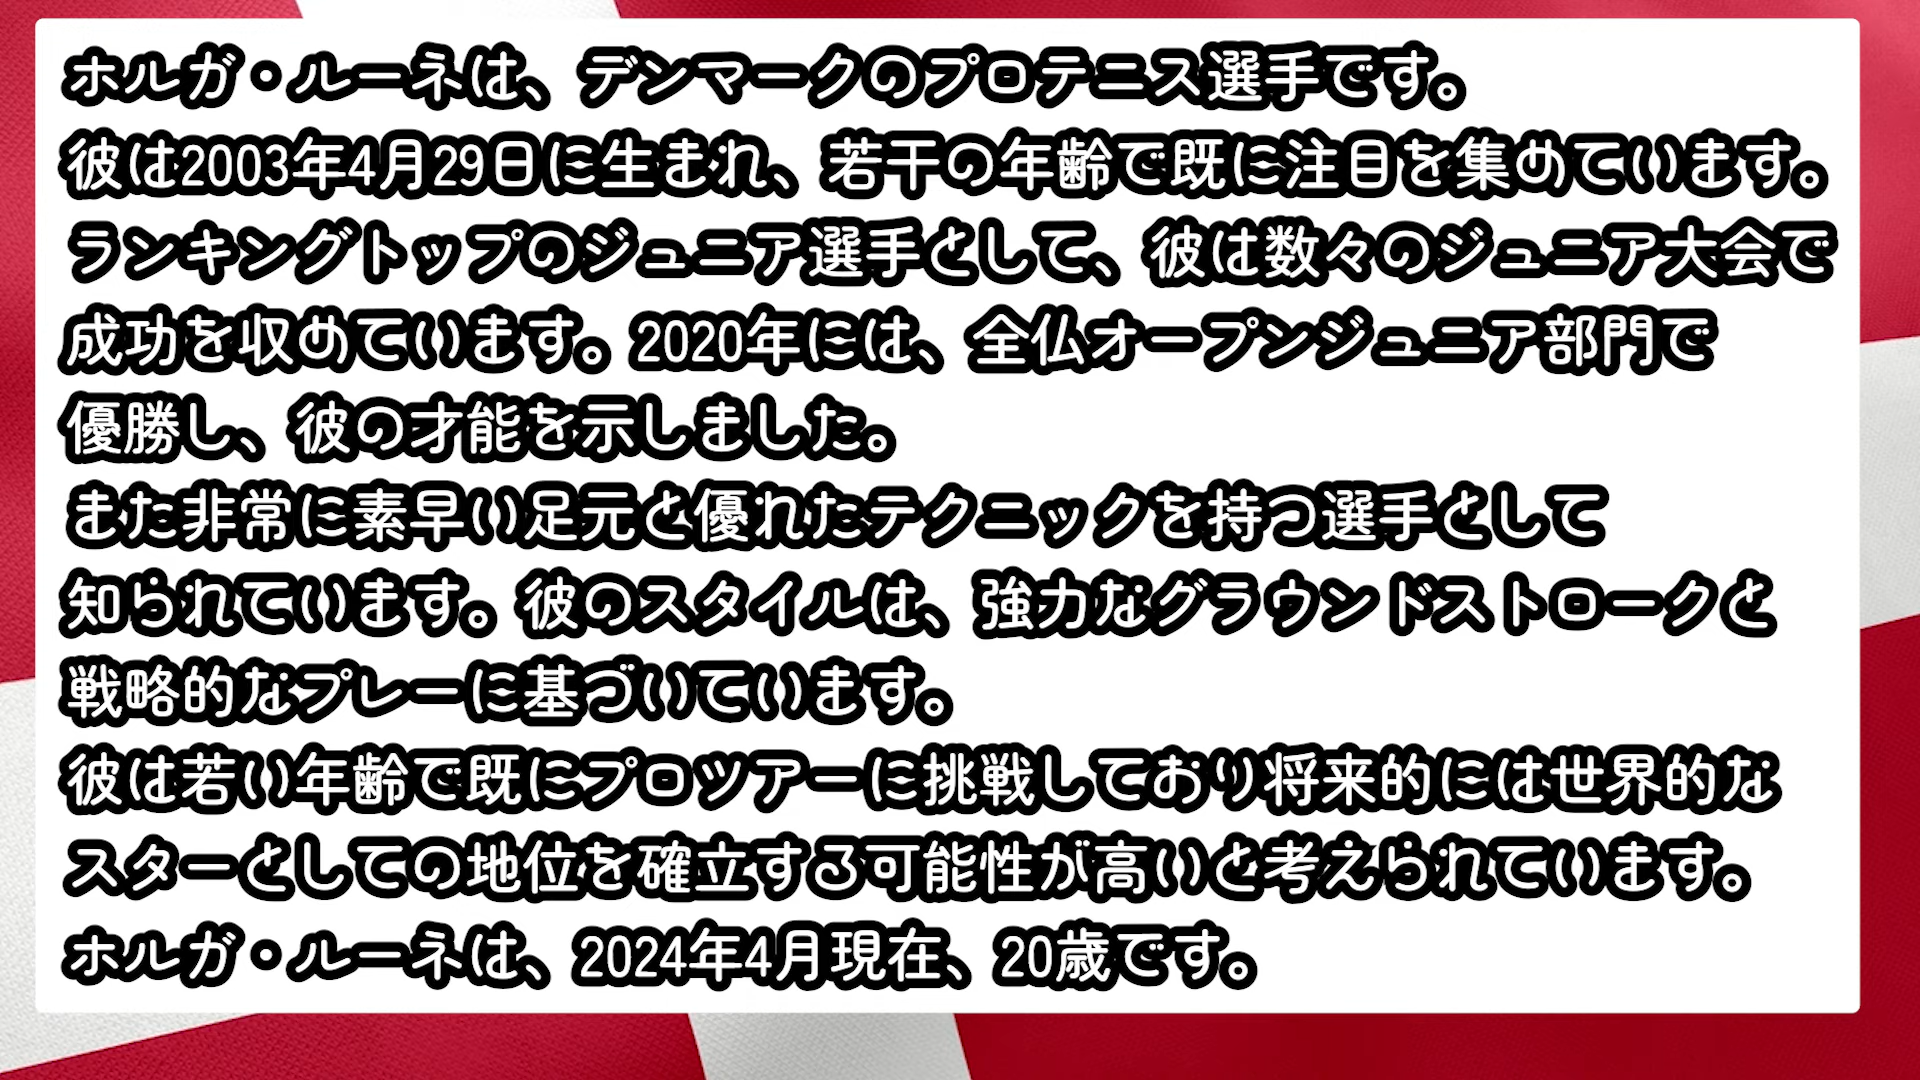 ホルガ・ルーネは、デンマークのプロテニス選手です。
彼は2003年4月29日に生まれ、若干の年齢で既に注目を集めています。
ランキングトップのジュニア選手として、彼は数々のジュニア大会で
成功を収めています。2020年には、全仏オープンジュニア部門で
優勝し、彼の才能を示しました。
また非常に素早い足元と優れたテクニックを持つ選手として
知られています。彼のスタイルは、強力なグラウンドストロークと
戦略的なプレーに基づいています。
彼は若い年齢で既にプロツアーに挑戦しており将来的には世界的な
スターとしての地位を確立する可能性が高いと考えられています。
ホルガ・ルーネは、2024年4月現在、20歳です。